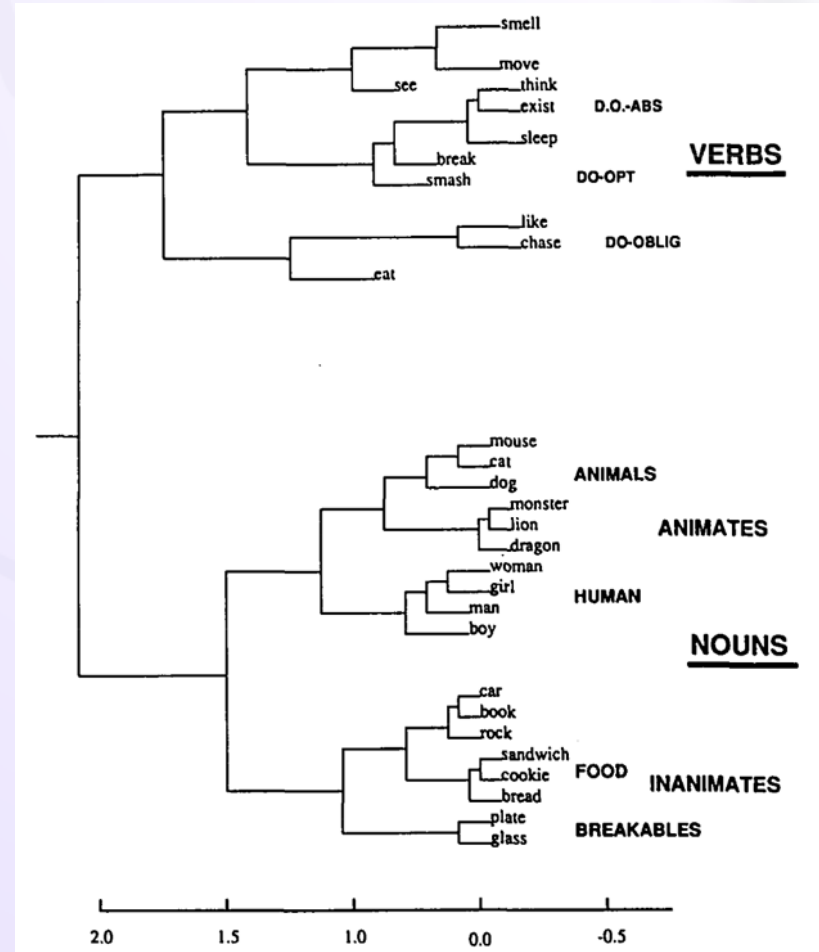 smell
move
see
think
exist
D.O.-ABS
sleep
VERBS
break
smash
DO-OPT
like
chase
DO-OBLIG
eat
mouse
cat
ANIMALS
dog
monster
lion
ANIMATES
dragon
woman
girl
HUMAN
man
boy
NOUNS
car
book
rock
sandwich
cookie
FOOD
INANIMATES
bread
plate
BREAKABLES
glass
2.0 1.5 1.0 0.0 -0.5